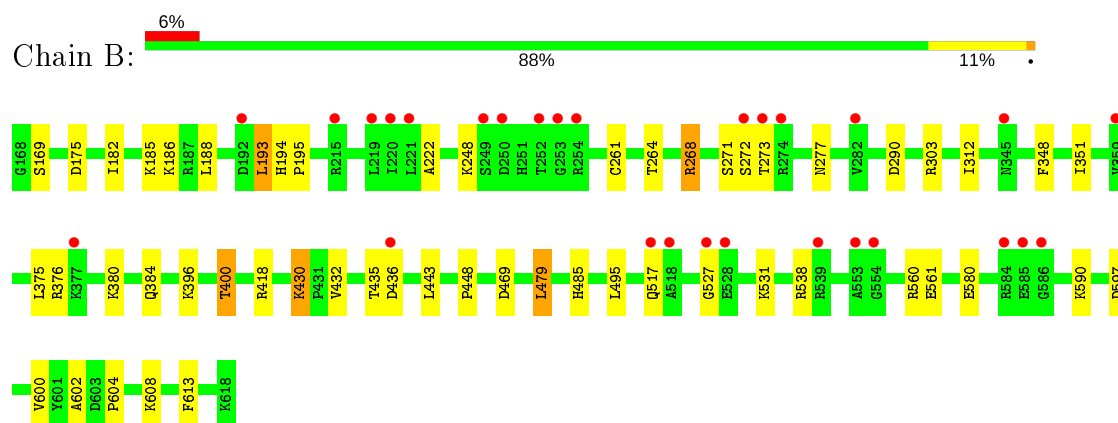 6%
Chain B:
88% 11% •
G168 S169 D175 I182 K185 K186 R187 L188 D192 L193 H194 P195 R215 L219 I220 L221 A222 K248 S249 D250 H251 T252 G253 R254 C261 T264 R268 S271 S272 T273 R274 N277 V282 D290 R303 I312 N345 F348 I351
L375 R376 K377 K380 Q384 K396 T400 R418 K430 P431 V432 T435 D436 L443 P448 D469 L479 H485 L495 Q517 A518 G527 E528 K531 R538 R539 A553 G554 R560 E561 E580 R584 E585 G586 K590 D597
V600 Y601 A602 D603 P604 K608 F613 K618